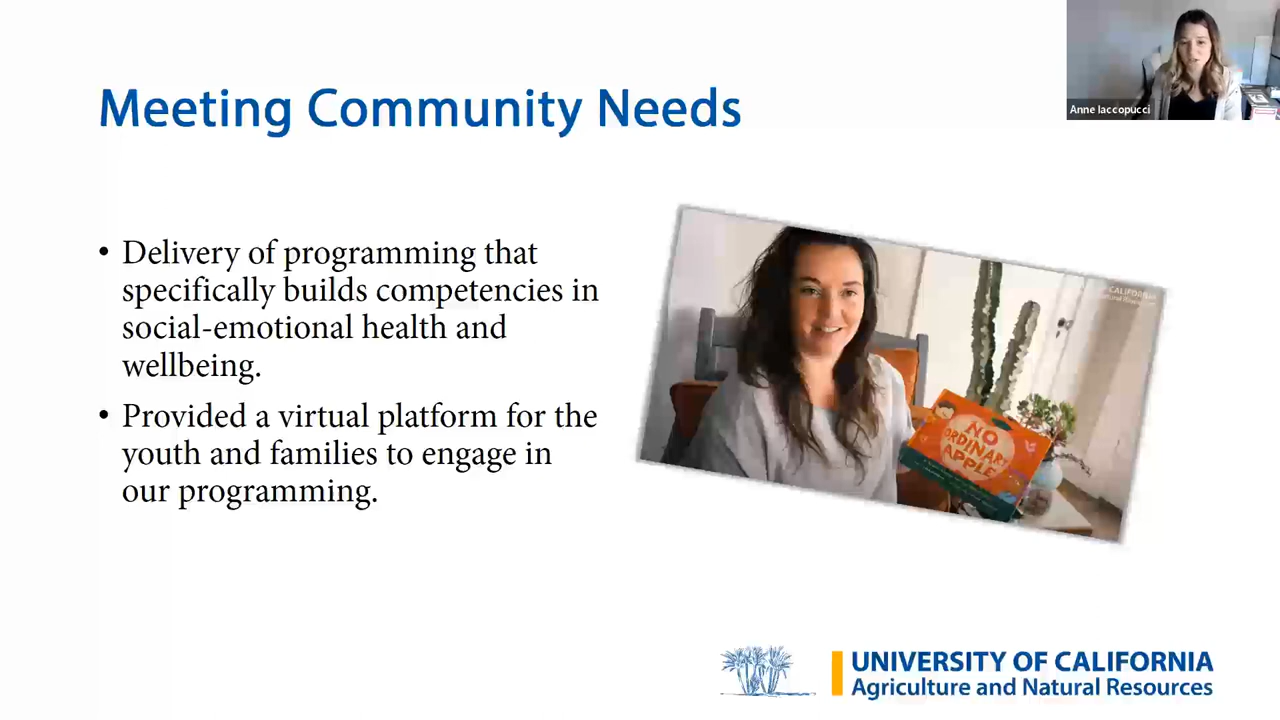 Anne Iaccopucci
Meeting Community Needs
• Delivery of programming that
specifically builds competencies in
social-emotional health and
wellbeing.
• Provided a virtual platform for the
youth and families to engage in
our programming.
NO
ORDINARY
APPLE
UNIVERSITY OF CALIFORNIA
Agriculture and Natural Resources